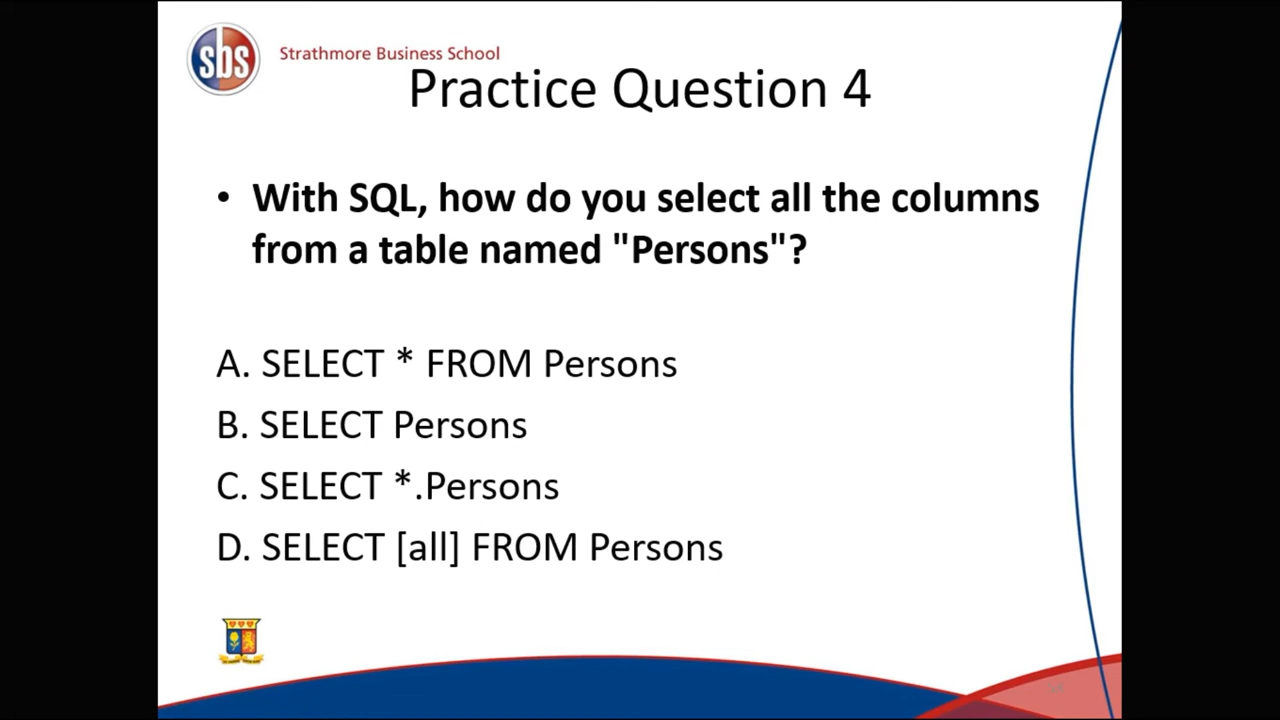 sbs
Strathmore Business School
Practice Question 4
• With SQL, how do you select all the columns
from a table named "Persons"?
A. SELECT * FROM Persons
B. SELECT Persons
C. SELECT *.Persons
D. SELECT [all] FROM Persons